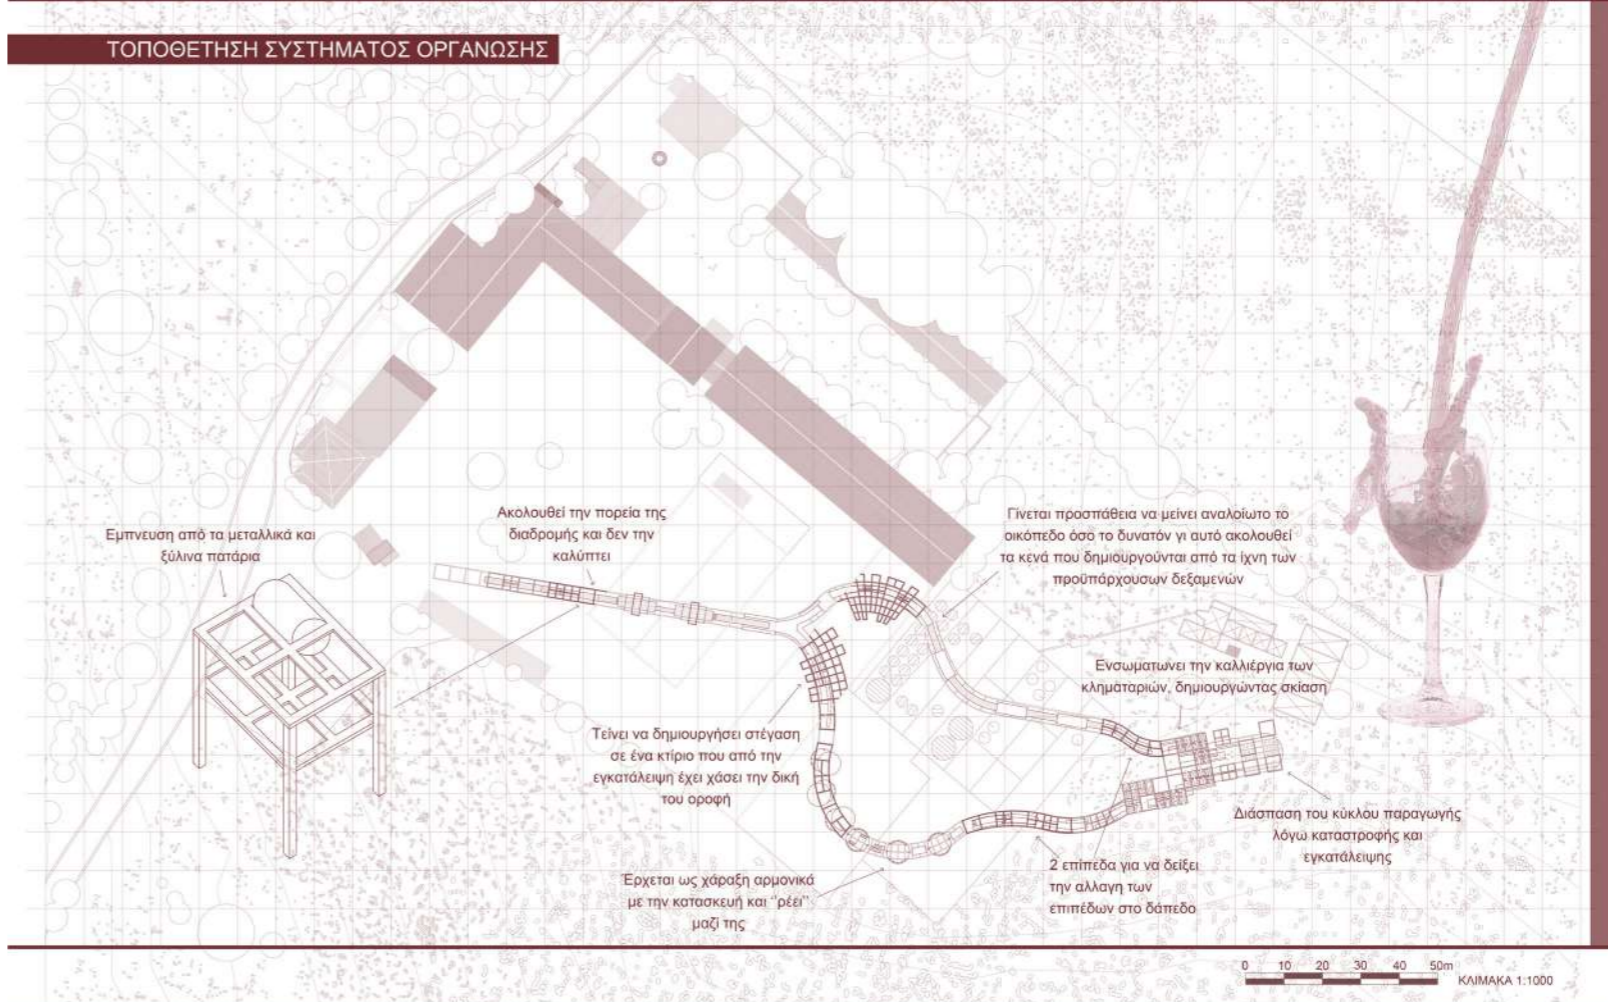 ΤΟΠΟΘΕΤΗΣΗ ΣΥΣΤΗΜΑΤΟΣ ΟΡΓΑΝΩΣΗΣ
Εμπνευση από τα μεταλλικά και
ξύλινα πατάρια
Ακολουθεί την πορεία της
διαδρομής και δεν την
καλύπτει
Γίνεται προσπάθεια να μείνει αναλοίωτο το
οικόπεδο όσο το δυνατόν γι αυτό ακολουθεί
τα κενά που δημιουργούνται από τα ίχνη των
προϋπάρχουσων δεξαμενών
Ενσωματωνει την καλλιέργια των
κληματαριών, δημιουργώντας σκίαση
Τείνει να δημιουργήσει στέγαση
σε ένα κτίριο που από την
εγκατάλειψη έχει χάσει την δική
του οροφή
Διάσπαση του κύκλου παραγωγής
λόγω καταστροφής και
εγκατάλειψης
2 επίπεδα για να δείξει
την αλλαγη των
επιπέδων στο δάπεδο
Έρχεται ως χάραξη αρμονικά
με την κατασκευή και ‘‘ρέει’’
μαζί της
0 10 20 30 40 50m
ΚΛΙΜΑΚΑ 1:1000